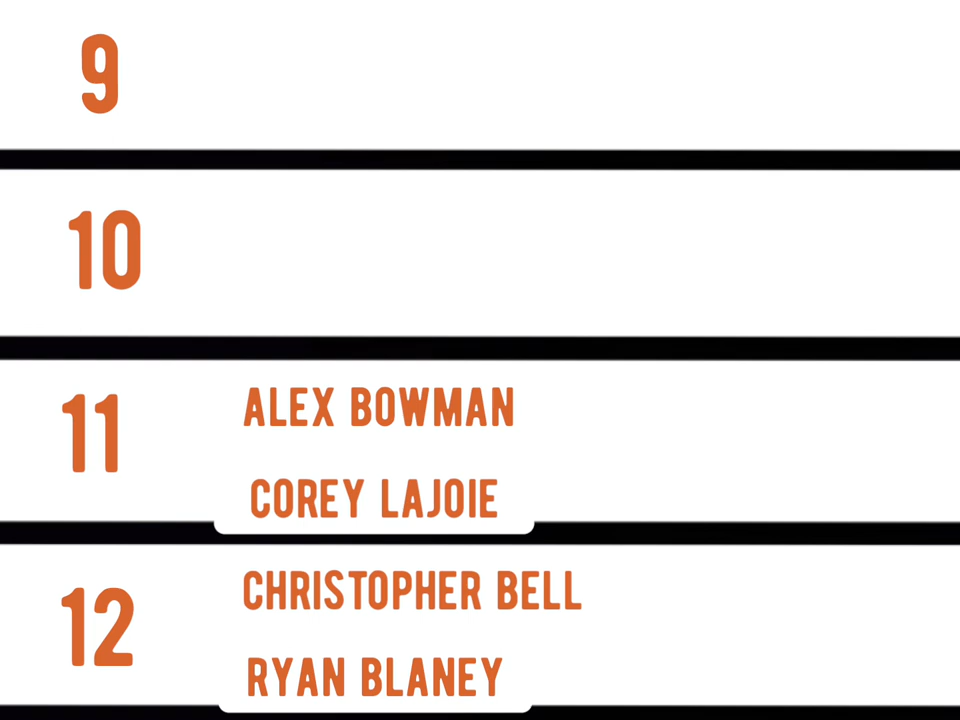 9
10
11
ALEX BOWMAN
COREY LAJOIE
12
CHRISTOPHER BELL
RYAN BLANEY